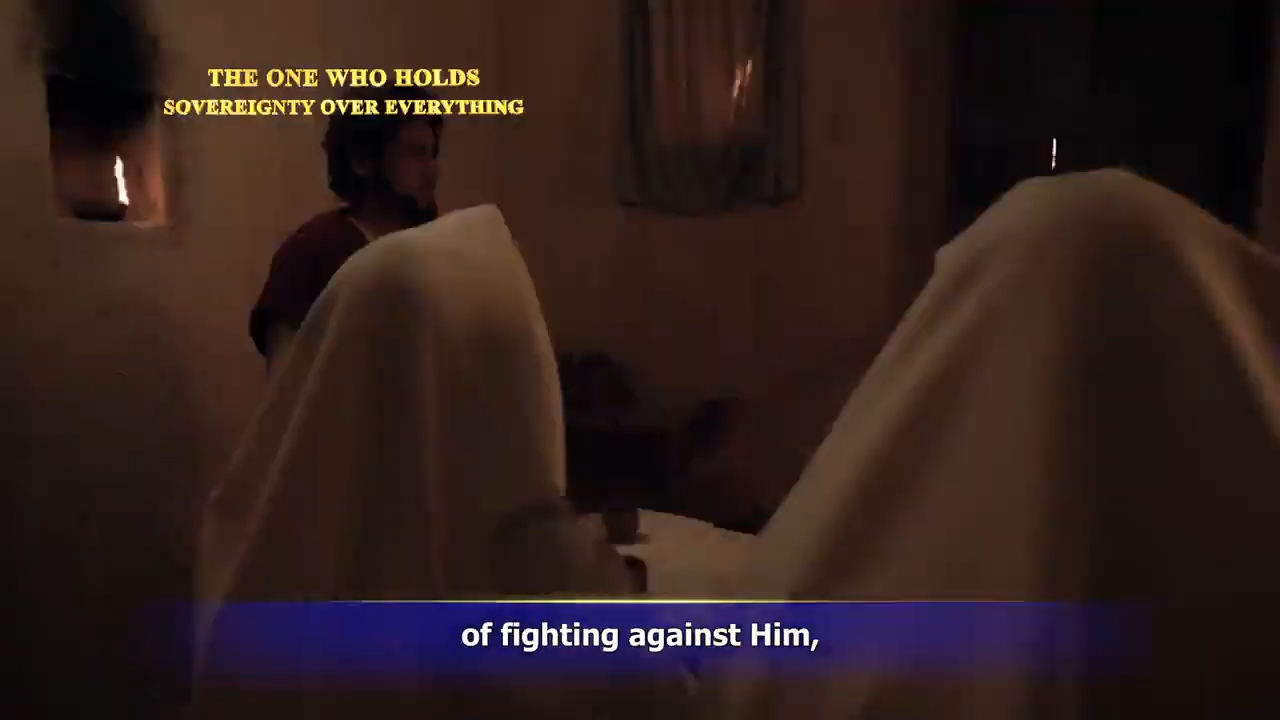 THE ONE WHO HOLDS
SOVEREIGNTY OVER EVERYTHING
of fighting against Him,